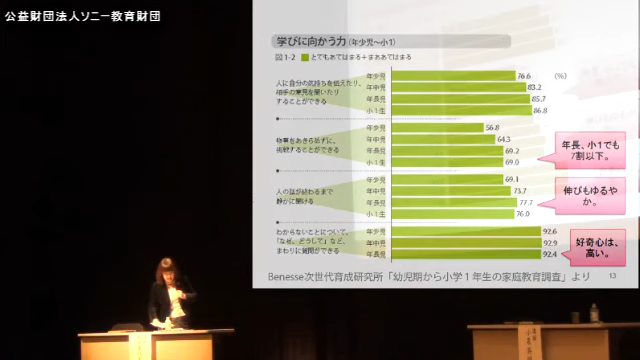 公益財団法人ソニー教育財団
学びに向かう力(年少児~小1)
図1-2 とてもあてはまる+まああてはまる
(%)
人に自分の気持ちを伝えたり、
相手の意見を聞いたり
することができる
年少児 76.6
年中児 83.2
年長児 85.7
小1生 86.8
物事をあきらめずに、
挑戦することができる
年少児 56.8
年中児 64.3
年長児 69.2
小1生 69.0
年長、小1でも
7割以下。
人の話が終わるまで
静かに聞ける
年少児 69.1
年中児 73.7
年長児 77.7
小1生 76.0
伸びもゆるや
か。
わからないことについて、
「なぜ、どうして」など、
まわりに質問ができる
年少児 92.6
年中児 92.9
年長児 92.4
好奇心は、
高い。
Benesse次世代育成研究所「幼児期から小学1年生の家庭教育調査」より
13